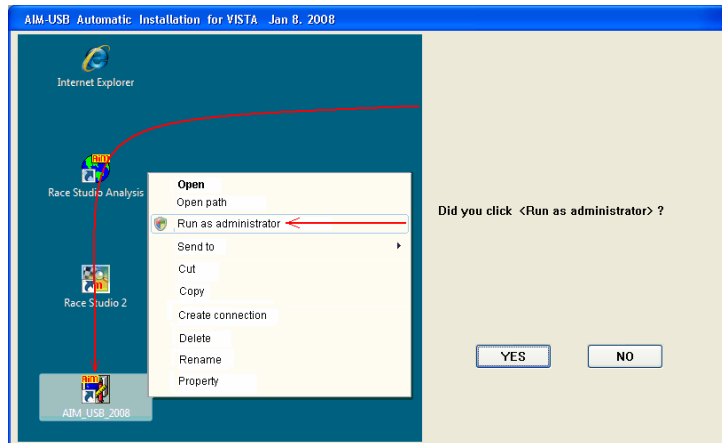 AIM-USB Automatic Installation for VISTA Jan 8. 2008
Internet Explorer
Race Studio Analysis
Race Studio 2
AIM_USB_2008
Open
Open path
Run as administrator
Send to
Cut
Copy
Create connection
Delete
Rename
Property
Did you click <Run as administrator> ?
YES
NO